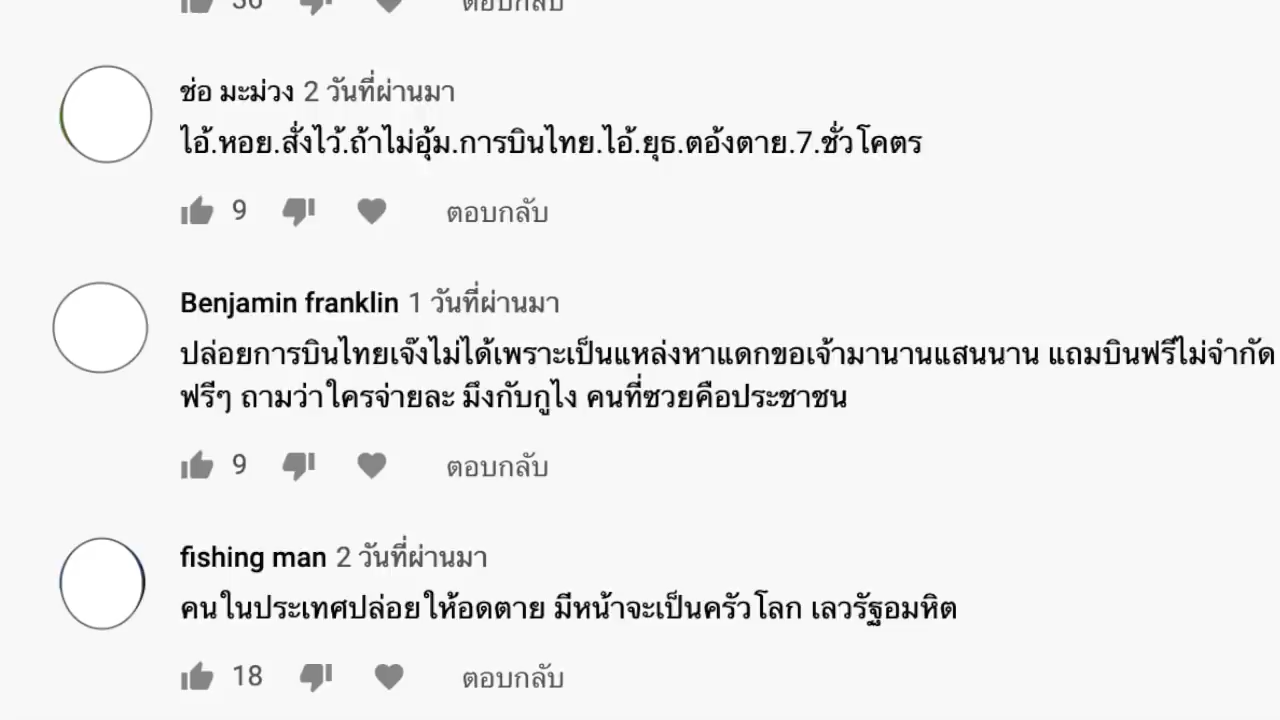 36 ตอบกลับ
ช่อ มะม่วง 2 วันที่ผ่านมา
ไอ้.หอย.สั่งไว้.ถ้าไม่อุ้ม.การบินไทย.ไอ้.ยุธ.ตอ้งตาย.7.ชั่วโคตร
9 ตอบกลับ
Benjamin franklin 1 วันที่ผ่านมา
ปล่อยการบินไทยเจ๊งไม่ได้เพราะเป็นแหล่งหาแดกขอเจ้ามานานแสนนาน แถมบินฟรีไม่จำกัด
ฟรีๆ ถามว่าใครจ่ายละ มึงกับกูไง คนที่ซวยคือประชาชน
9 ตอบกลับ
fishing man 2 วันที่ผ่านมา
คนในประเทศปล่อยให้อดตาย มีหน้าจะเป็นครัวโลก เลวรัฐอมหิต
18 ตอบกลับ